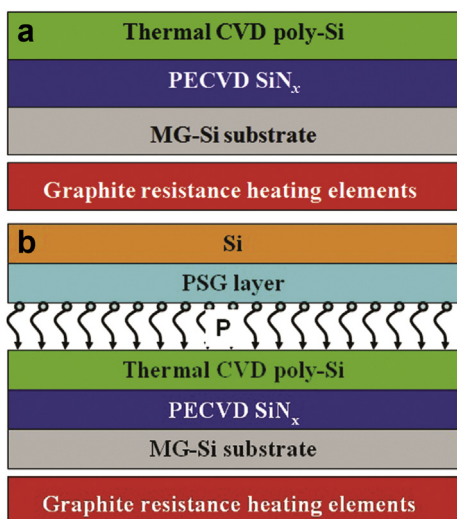 a
Thermal CVD poly-Si
PECVD SiNₓ
MG-Si substrate
Graphite resistance heating elements
b
Si
PSG layer
P
Thermal CVD poly-Si
PECVD SiNₓ
MG-Si substrate
Graphite resistance heating elements